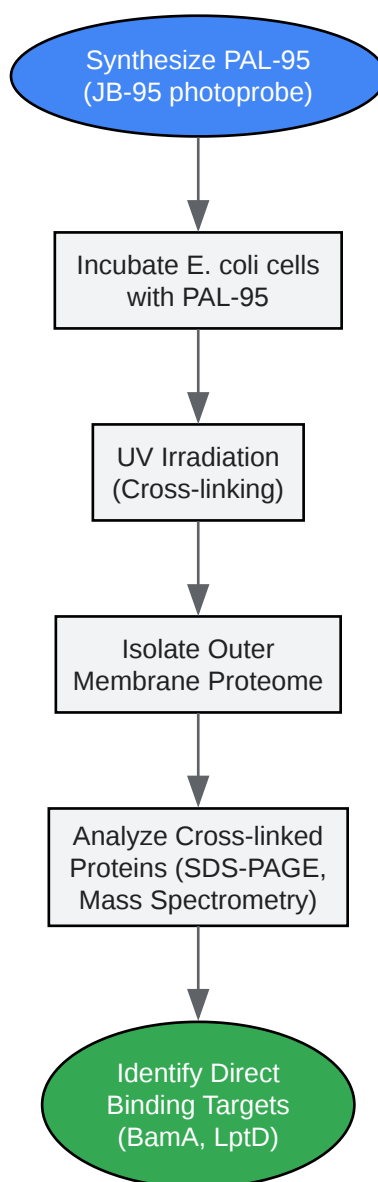 Synthesize PAL-95
(JB-95 photoprobe)
Incubate E. coli cells
with PAL-95
UV Irradiation
(Cross-linking)
Isolate Outer
Membrane Proteome
Analyze Cross-linked
Proteins (SDS-PAGE,
Mass Spectrometry)
Identify Direct
Binding Targets
(BamA, LptD)